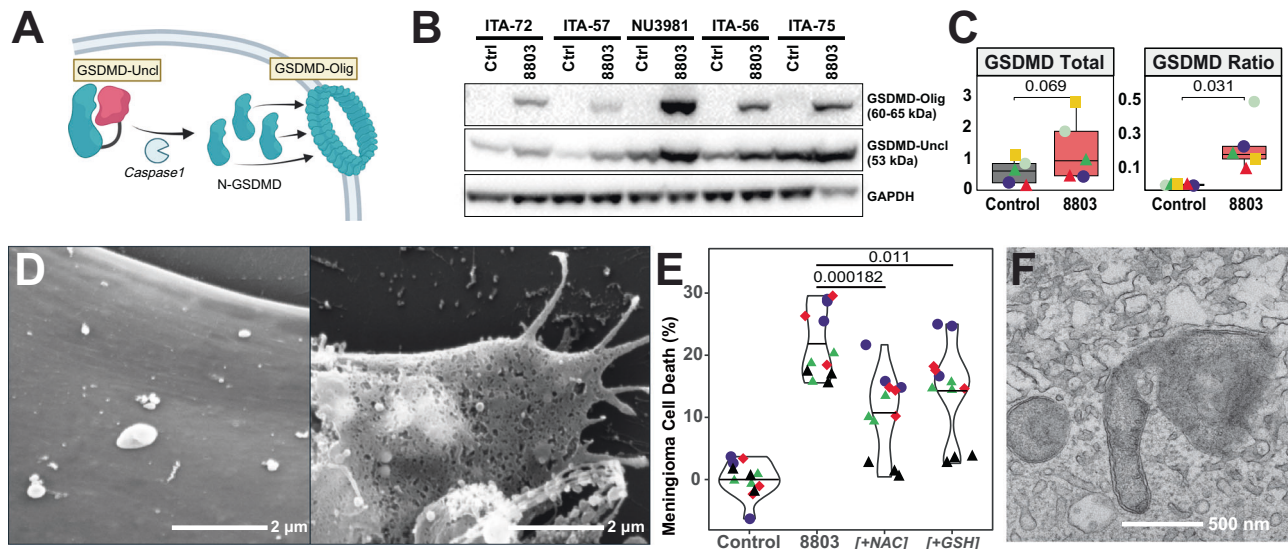 A
GSDMD-Uncl
GSDMD-Olig
Caspase1
N-GSDMD
B
ITA-72 ITA-57 NU3981 ITA-56 ITA-75
Ctrl 8803 Ctrl 8803 Ctrl 8803 Ctrl 8803 Ctrl 8803
GSDMD-Olig
(60-65 kDa)
GSDMD-Uncl
(53 kDa)
GAPDH
C
GSDMD Total
0.069
3
2
1
0
Control 8803
GSDMD Ratio
0.031
0.5
0.3
0.1
Control 8803
D
2 µm
2 µm
E
Meningioma Cell Death (%)
0.011
0.000182
30
20
10
0
Control 8803 [+NAC] [+GSH]
F
500 nm